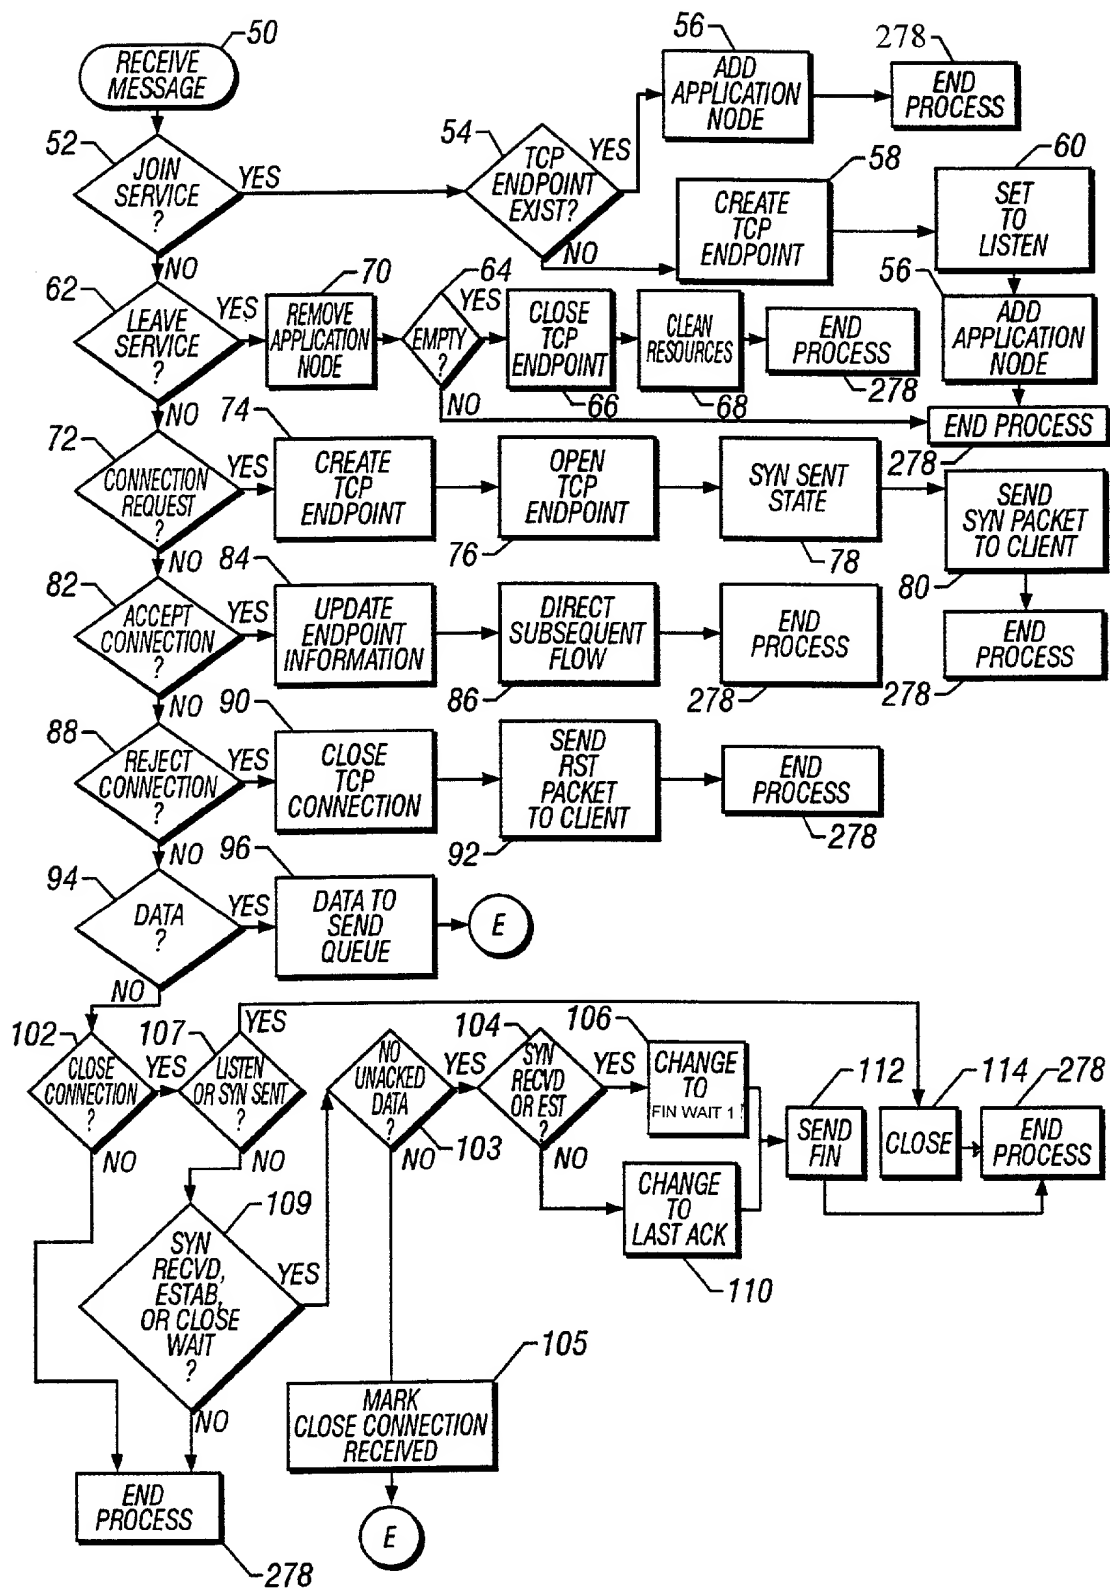 50
RECEIVE
MESSAGE
52
JOIN
SERVICE
?
YES
NO
54
TCP
ENDPOINT
EXIST?
YES
NO
56
ADD
APPLICATION
NODE
278
END
PROCESS
58
CREATE
TCP
ENDPOINT
60
SET
TO
LISTEN
56
ADD
APPLICATION
NODE
END PROCESS
278
62
LEAVE
SERVICE
?
YES
NO
70
REMOVE
APPLICATION
NODE
64
EMPTY
?
YES
NO
CLOSE
TCP
ENDPOINT
66
CLEAN
RESOURCES
68
END
PROCESS
278
72
CONNECTION
REQUEST
?
YES
NO
74
CREATE
TCP
ENDPOINT
OPEN
TCP
ENDPOINT
76
SYN SENT
STATE
78
SEND
SYN PACKET
TO CLIENT
80
END
PROCESS
278
82
ACCEPT
CONNECTION
?
YES
NO
84
UPDATE
ENDPOINT
INFORMATION
DIRECT
SUBSEQUENT
FLOW
86
END
PROCESS
278
88
REJECT
CONNECTION
?
YES
NO
90
CLOSE
TCP
CONNECTION
SEND
RST
PACKET
TO CLIENT
92
END
PROCESS
278
94
DATA
?
YES
NO
96
DATA TO
SEND
QUEUE
E
102
CLOSE
CONNECTION
?
YES
NO
107
LISTEN
OR SYN SENT
?
YES
NO
NO
UNACKED
DATA
?
YES
NO
103
104
SYN
RECVD
OR EST
?
YES
NO
106
CHANGE
TO
FIN WAIT 1
CHANGE
TO
LAST ACK
110
112
SEND
FIN
114
CLOSE
278
END
PROCESS
109
SYN
RECVD,
ESTAB,
OR CLOSE
WAIT
?
YES
NO
105
MARK
CLOSE CONNECTION
RECEIVED
E
END
PROCESS
278